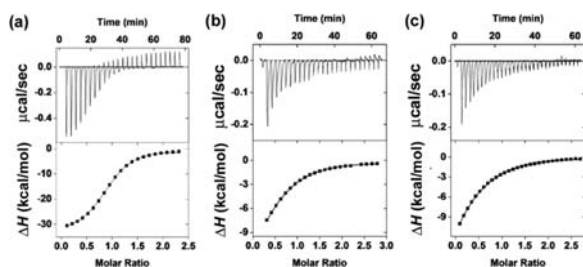 (a)
Time (min)
0 20 40 60 80
0.0
-0.2
-0.4
μcal/sec
0
-10
-20
-30
ΔH (kcal/mol)
0.0 0.5 1.0 1.5 2.0 2.5
Molar Ratio
(b)
Time (min)
0 10 20 30 40 50 60
0.0
-0.1
-0.2
μcal/sec
0
-3
-6
-9
ΔH (kcal/mol)
0.0 0.5 1.0 1.5 2.0 2.5 3.0
Molar Ratio
(c)
Time (min)
0 20 40 60
0.0
-0.1
-0.2
μcal/sec
0
-3
-6
-9
ΔH (kcal/mol)
0.0 0.5 1.0 1.5 2.0 2.5
Molar Ratio